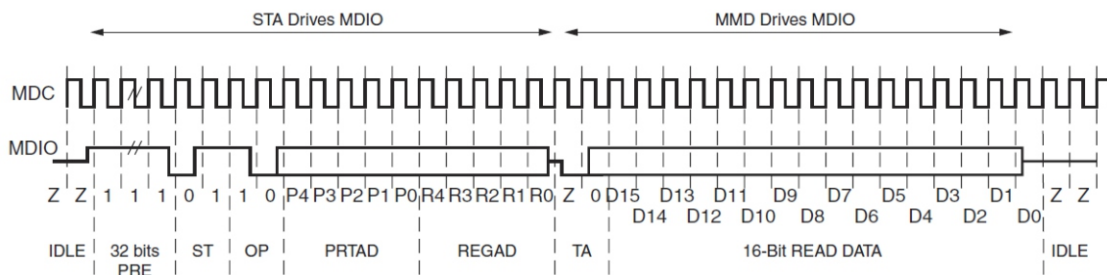 STA Drives MDIO MMD Drives MDIO
MDC
MDIO
Z Z 1 1 1 0 1 1 0 P4 P3 P2 P1 P0 R4 R3 R2 R1 R0 Z 0 D15 D13 D11 D9 D7 D5 D3 D1 Z Z
D14 D12 D10 D8 D6 D4 D2 D0
IDLE 32 bits ST OP PRTAD REGAD TA 16-Bit READ DATA IDLE
PRE